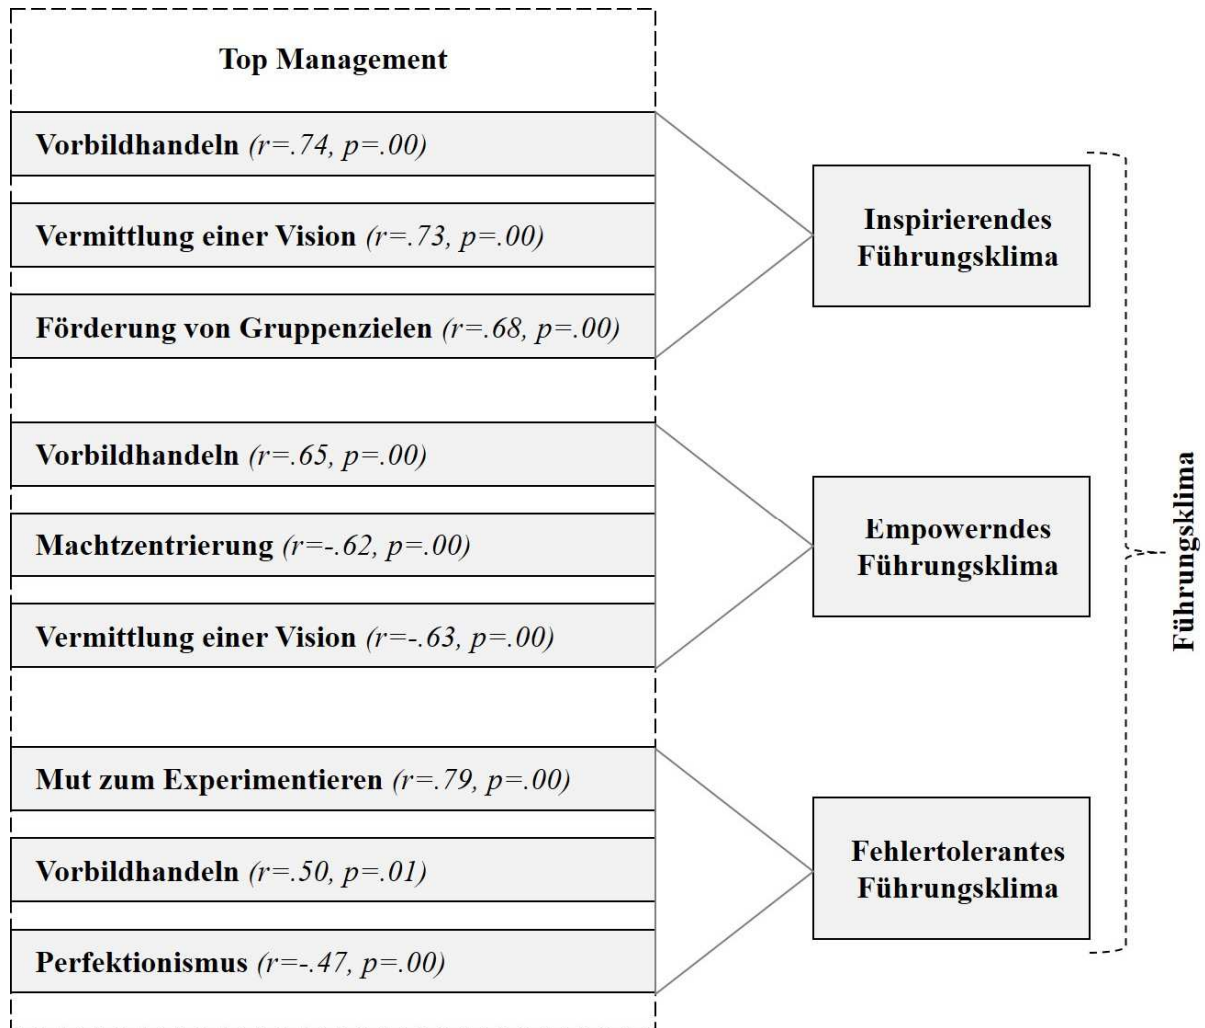 Top Management
Vorbildhandeln (r=.74, p=.00)
Vermittlung einer Vision (r=.73, p=.00)
Förderung von Gruppenzielen (r=.68, p=.00)
Inspirierendes
Führungsklima
Vorbildhandeln (r=.65, p=.00)
Machtzentrierung (r=-.62, p=.00)
Vermittlung einer Vision (r=-.63, p=.00)
Empowerndes
Führungsklima
Mut zum Experimentieren (r=.79, p=.00)
Vorbildhandeln (r=.50, p=.01)
Perfektionismus (r=-.47, p=.00)
Fehlertolerantes
Führungsklima
Führungsklima